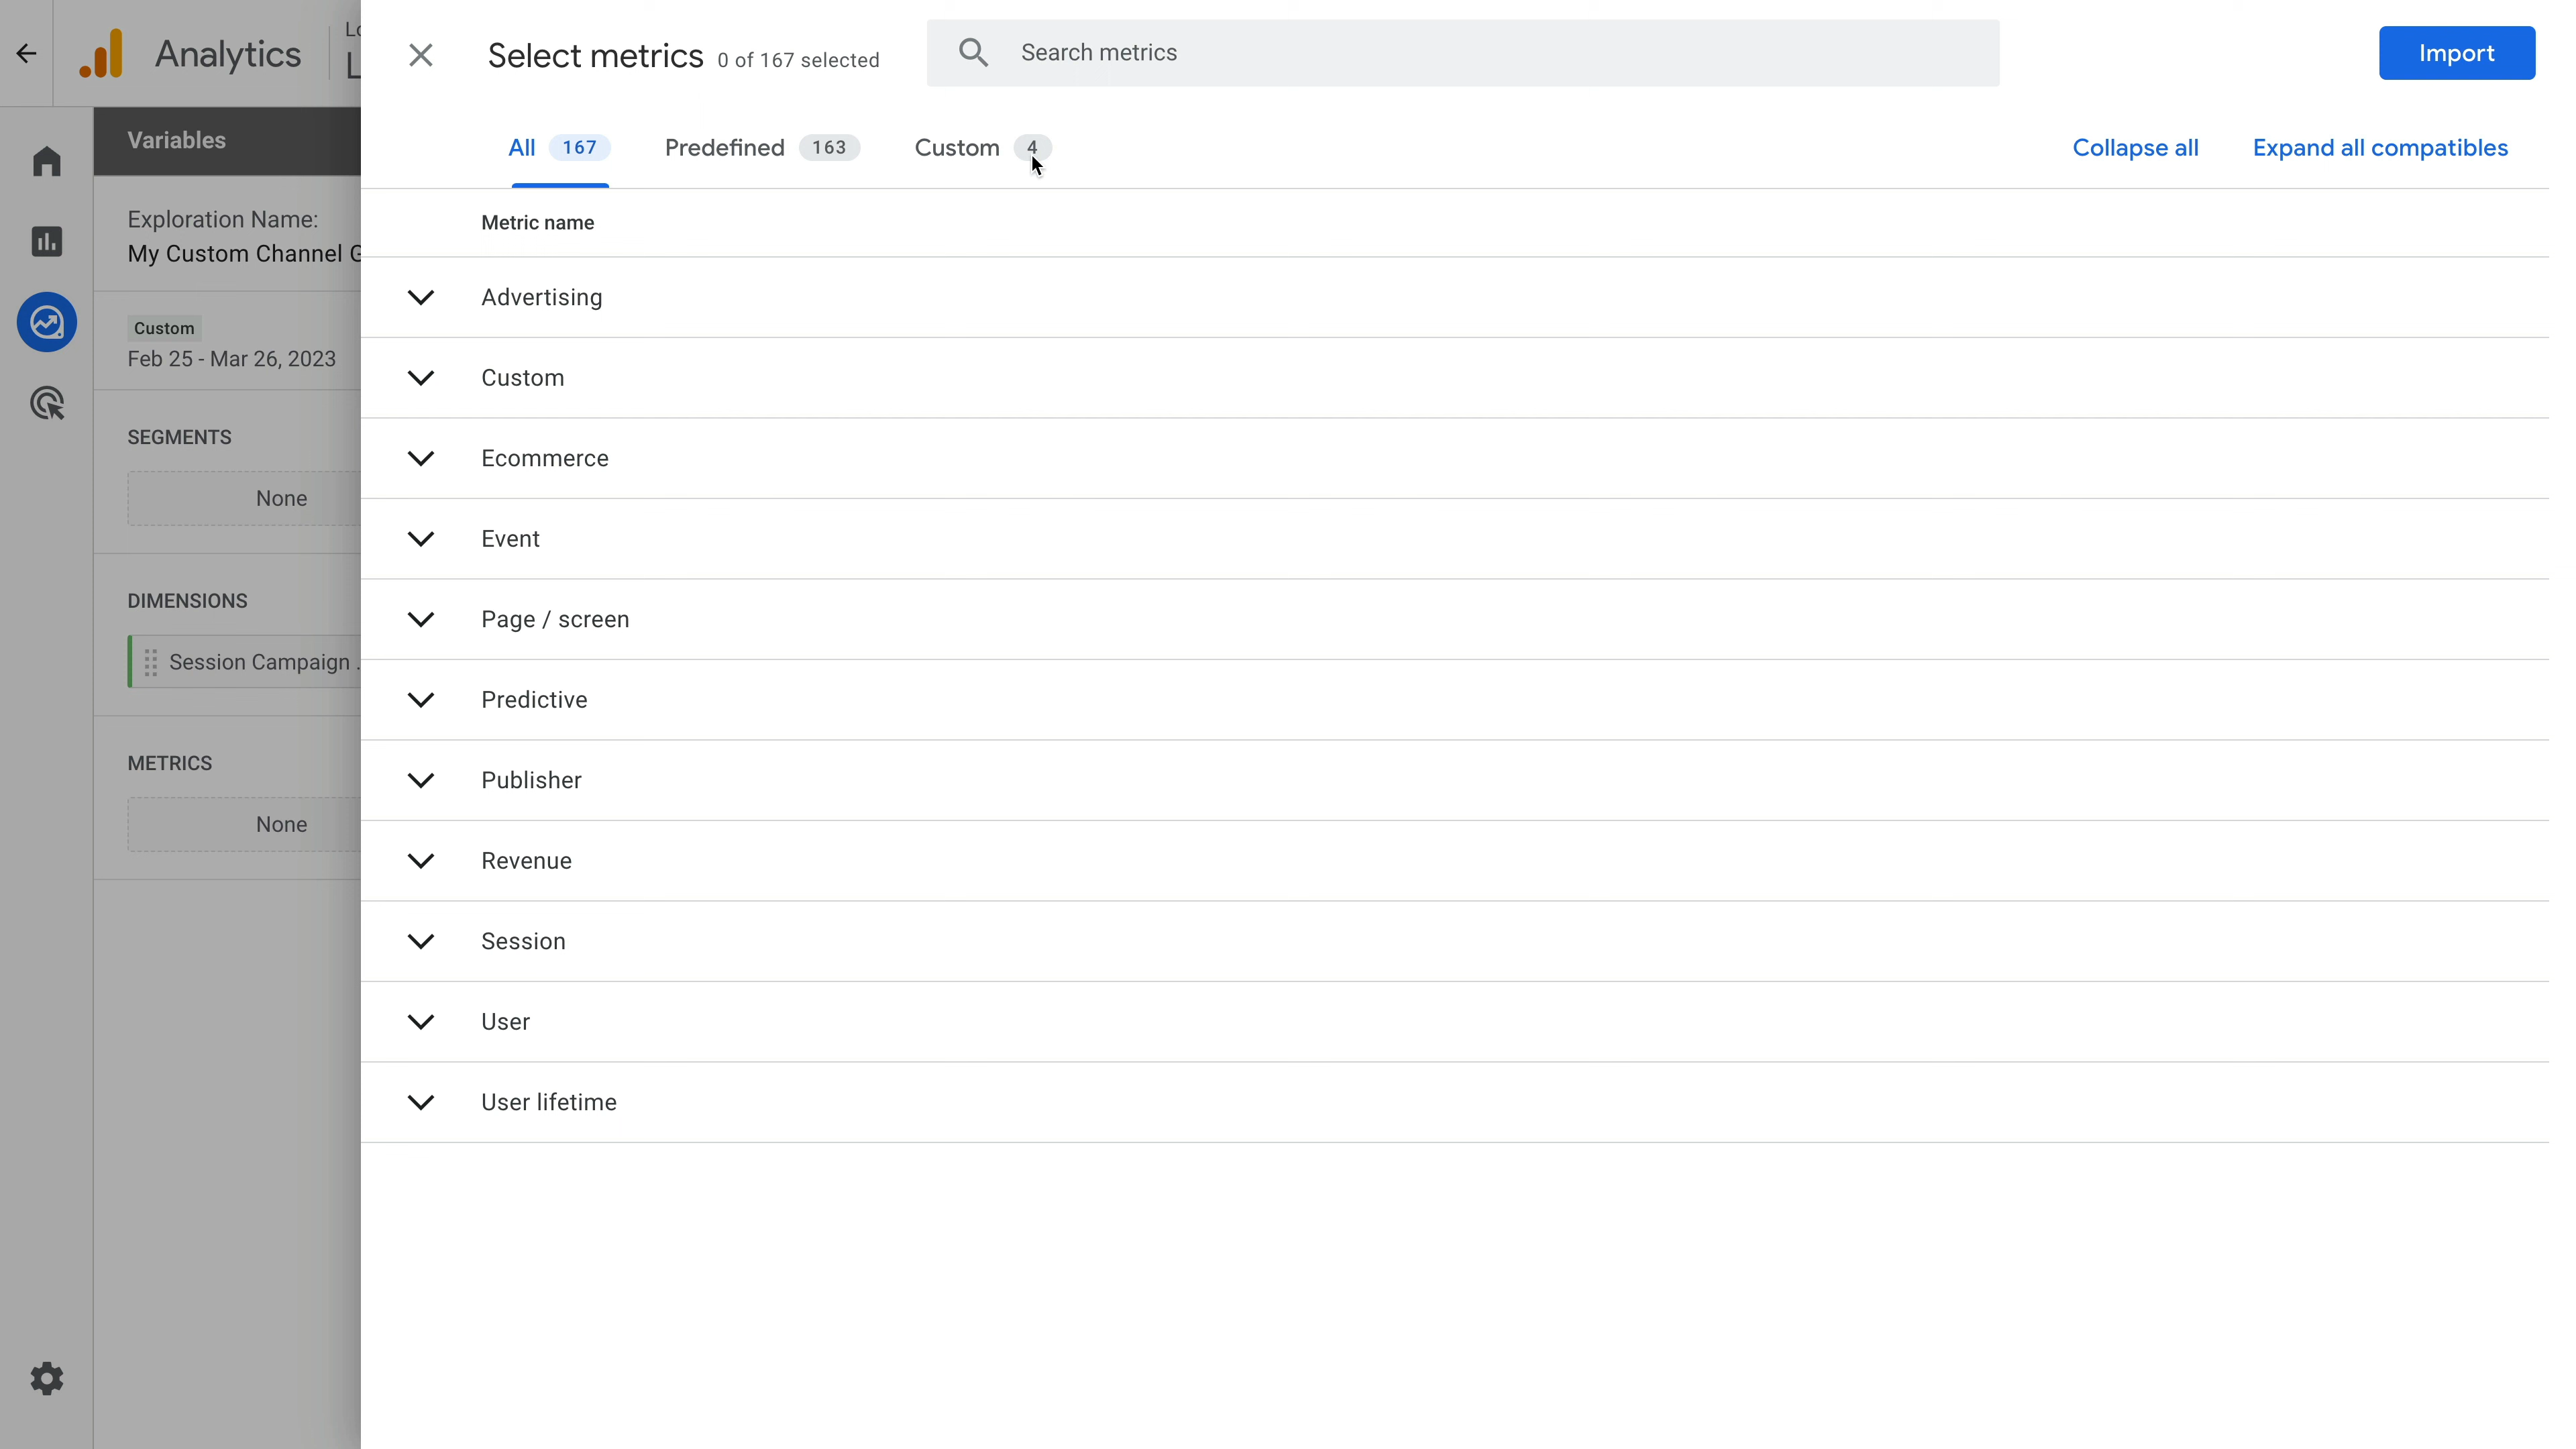 Analytics
Select metrics 0 of 167 selected
Search metrics
Import
Variables
All 167
Predefined 163
Custom 4
Collapse all
Expand all compatibles
Exploration Name:
My Custom Channel
Metric name
Custom
Feb 25 - Mar 26, 2023
SEGMENTS
None
DIMENSIONS
Session Campaign
METRICS
None
Advertising
Custom
Ecommerce
Event
Page / screen
Predictive
Publisher
Revenue
Session
User
User lifetime